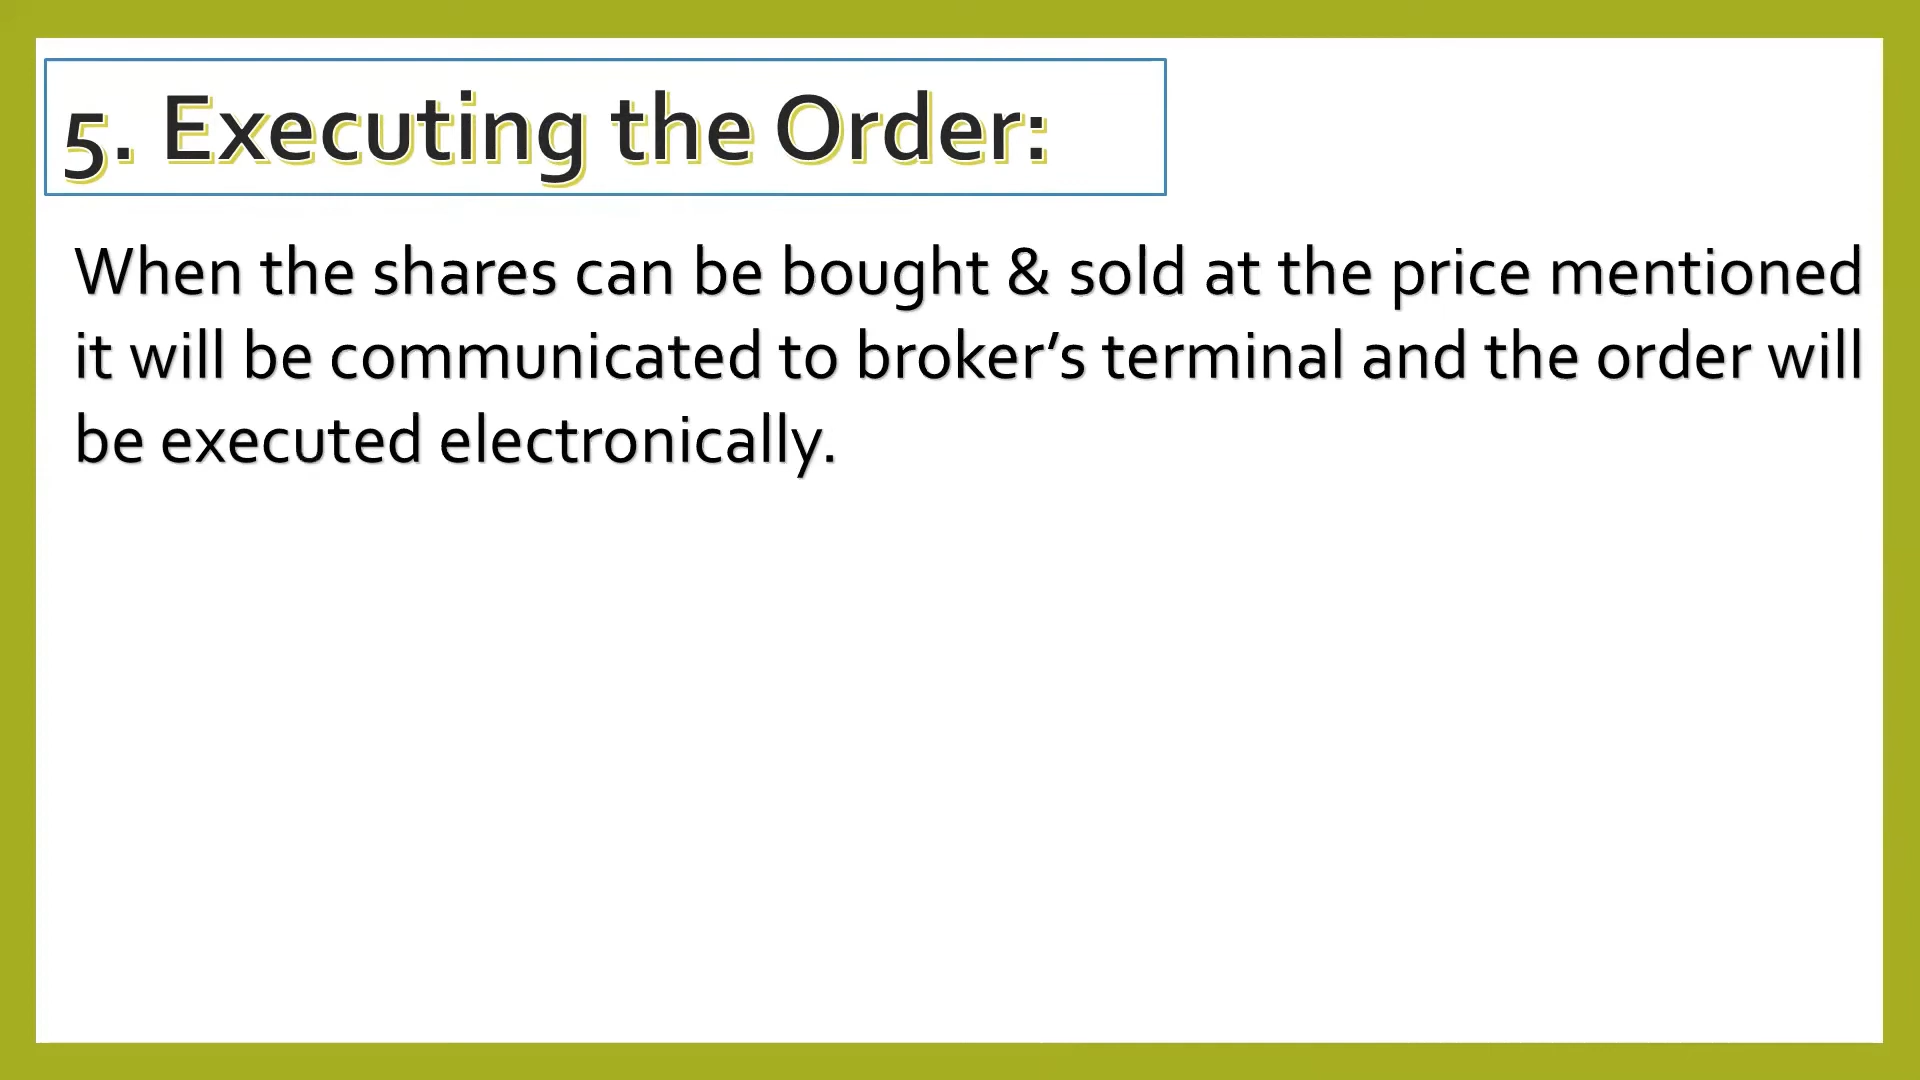 5. Executing the Order:
When the shares can be bought & sold at the price mentioned
it will be communicated to broker’s terminal and the order will
be executed electronically.